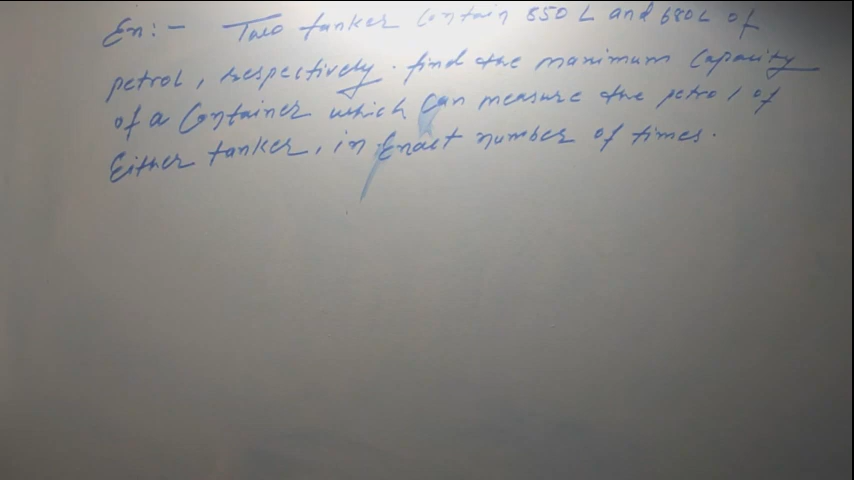 Ex:- Two tanker Contain 850 L and 680L of
petrol, respectively. find the maximum Capacity
of a Container which Can measure the petrol of
Either tanker, in Exact number of times.